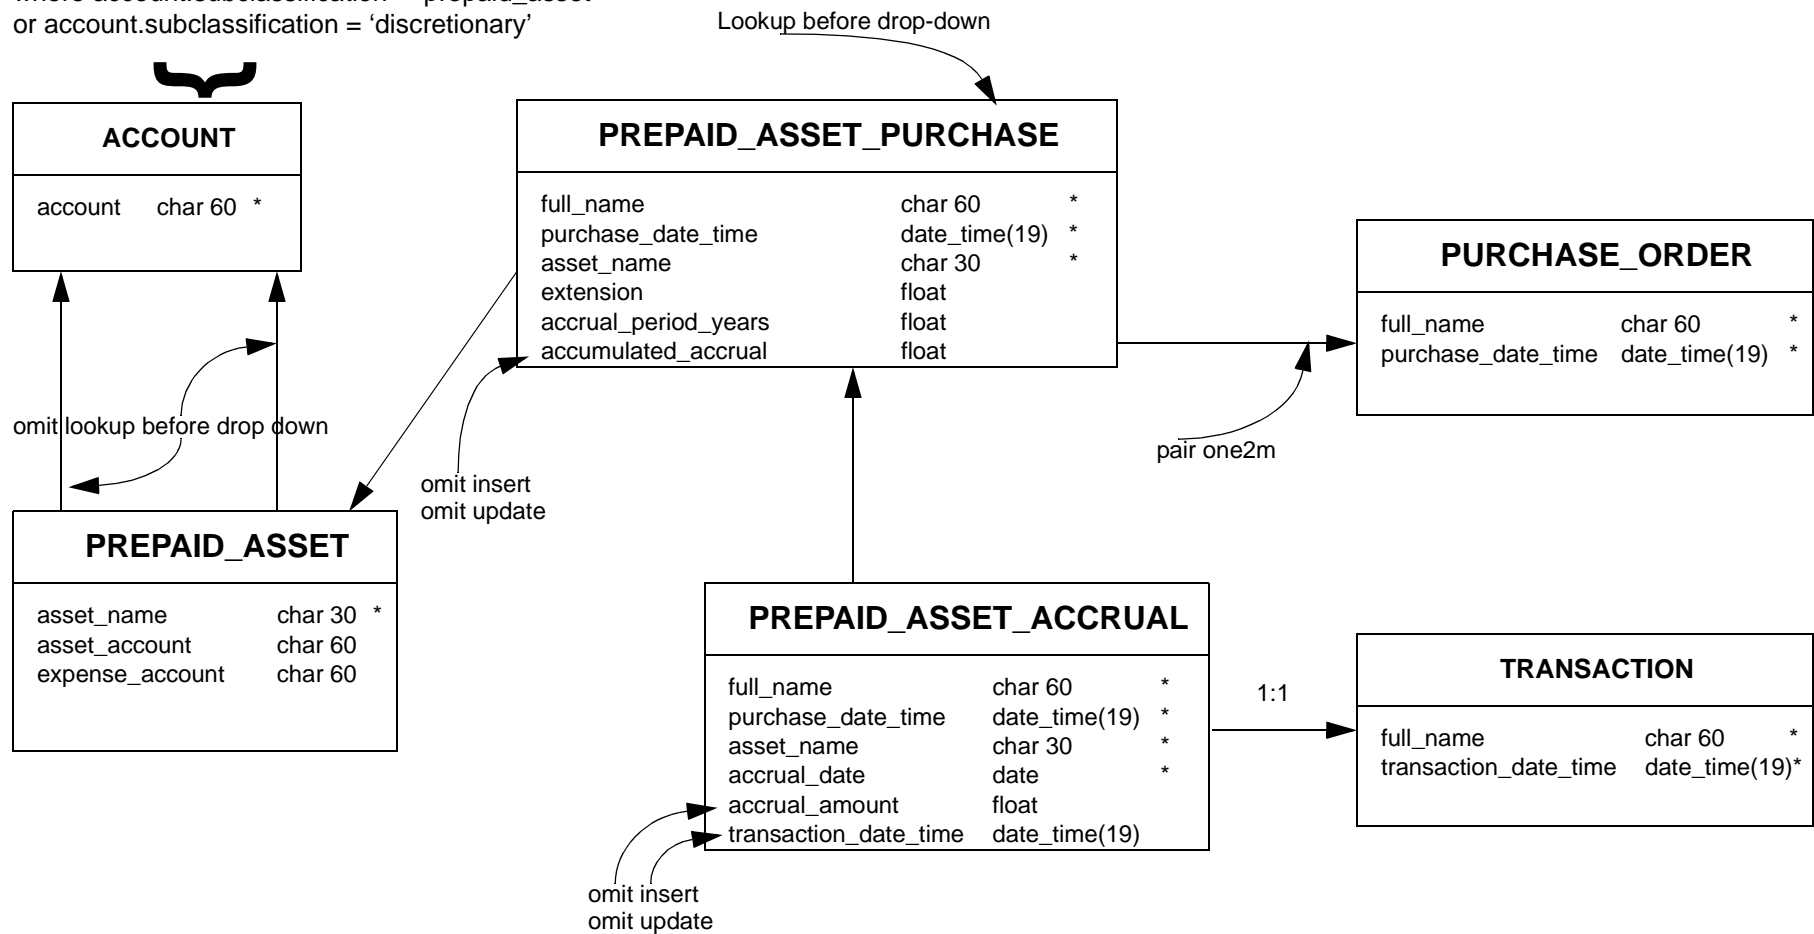 where account.subclassification = ‘prepaid_asset’
or account.subclassification = ‘discretionary’
Lookup before drop-down
ACCOUNT
account char 60 *
PREPAID_ASSET_PURCHASE
full_name char 60 *
purchase_date_time date_time(19) *
asset_name char 30 *
extension float
accrual_period_years float
accumulated_accrual float
PURCHASE_ORDER
full_name char 60 *
purchase_date_time date_time(19) *
omit lookup before drop down
omit insert
omit update
pair one2m
PREPAID_ASSET
asset_name char 30 *
asset_account char 60
expense_account char 60
PREPAID_ASSET_ACCRUAL
full_name char 60 *
purchase_date_time date_time(19) *
asset_name char 30 *
accrual_date date *
accrual_amount float
transaction_date_time date_time(19)
1:1
TRANSACTION
full_name char 60 *
transaction_date_time date_time(19)*
omit insert
omit update